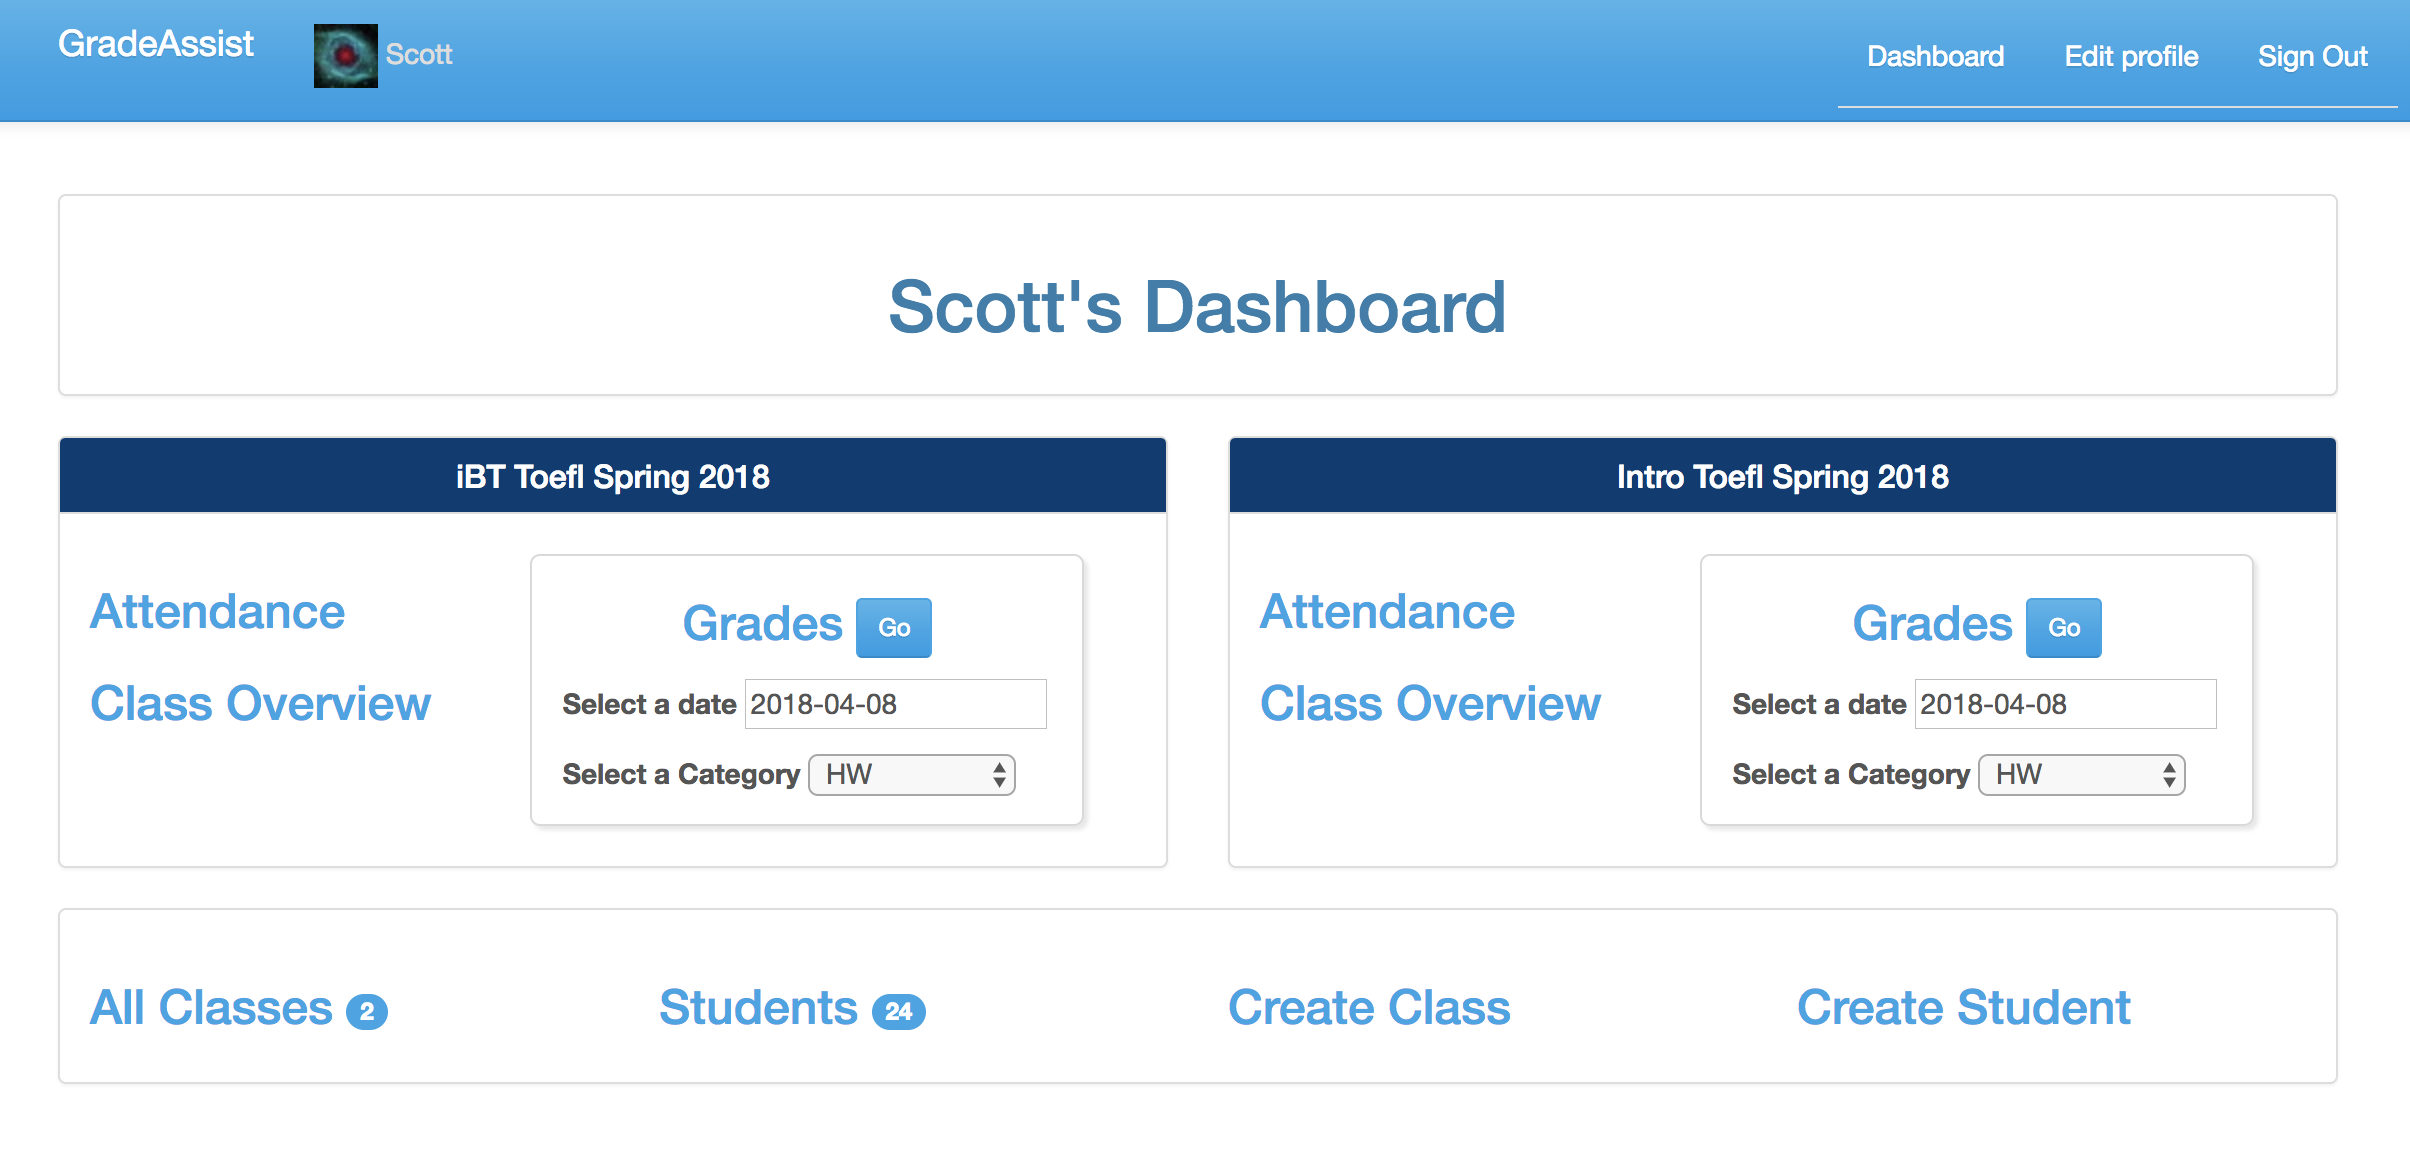 GradeAssist Scott Dashboard Edit profile Sign Out
Scott's Dashboard
iBT Toefl Spring 2018
Attendance
Class Overview
Grades Go
Select a date 2018-04-08
Select a Category HW
Intro Toefl Spring 2018
Attendance
Class Overview
Grades Go
Select a date 2018-04-08
Select a Category HW
All Classes 2 Students 24 Create Class Create Student